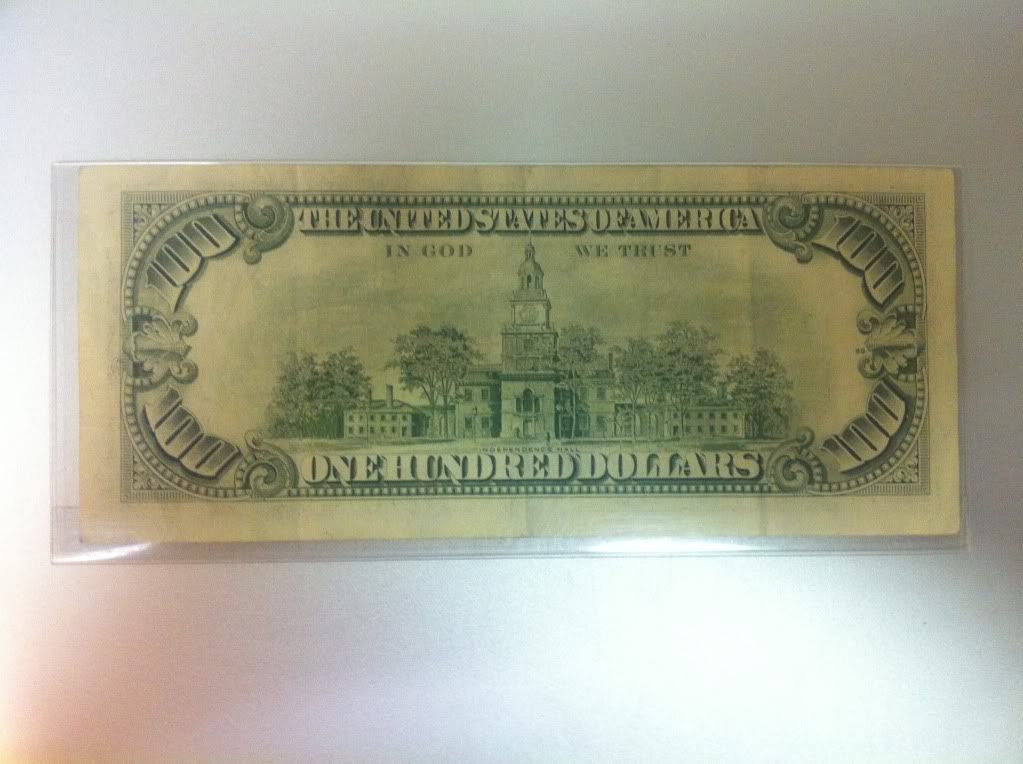 THE UNITED STATES OF AMERICA
100
100
IN GOD WE TRUST
100
100
INDEPENDENCE HALL
ONE HUNDRED DOLLARS